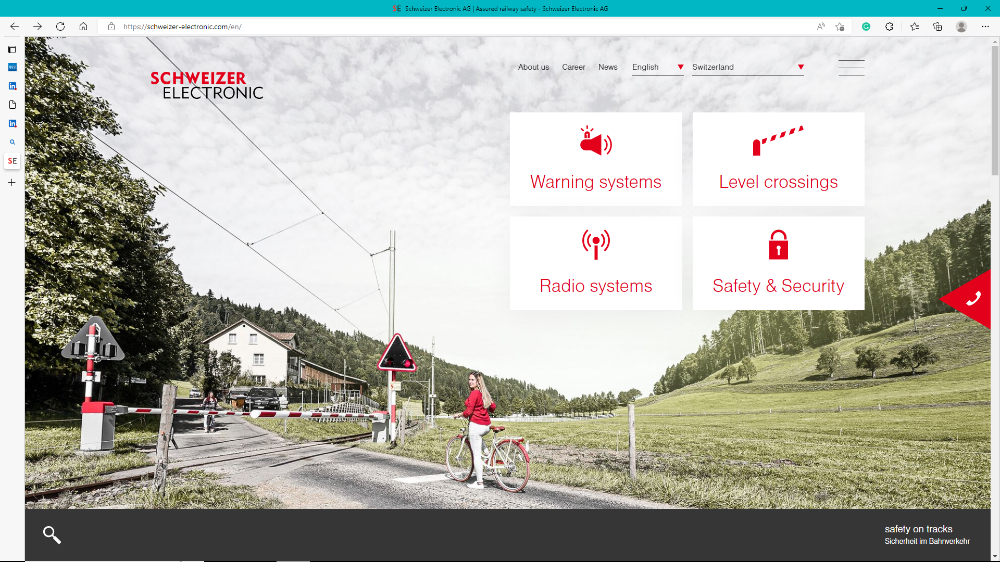 SE Schweizer Electronic AG | Assured railway safety - Schweizer Electronic AG
https://schweizer-electronic.com/en/
SE
SCHWEIZER
ELECTRONIC
About us Career News English Switzerland
Warning systems
Level crossings
Radio systems
Safety & Security
safety on tracks
Sicherheit im Bahnverkehr